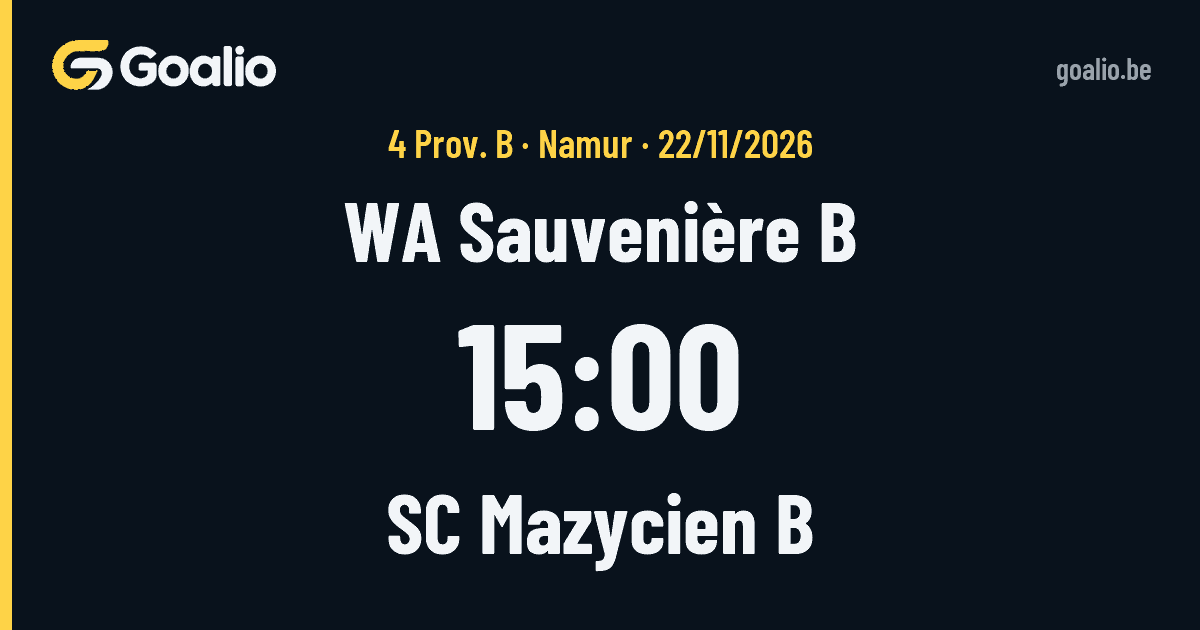 Goalio
goalio.be
4 Prov. B · Namur · 22/11/2026
WA Sauvenière B
15:00
SC Mazycien B